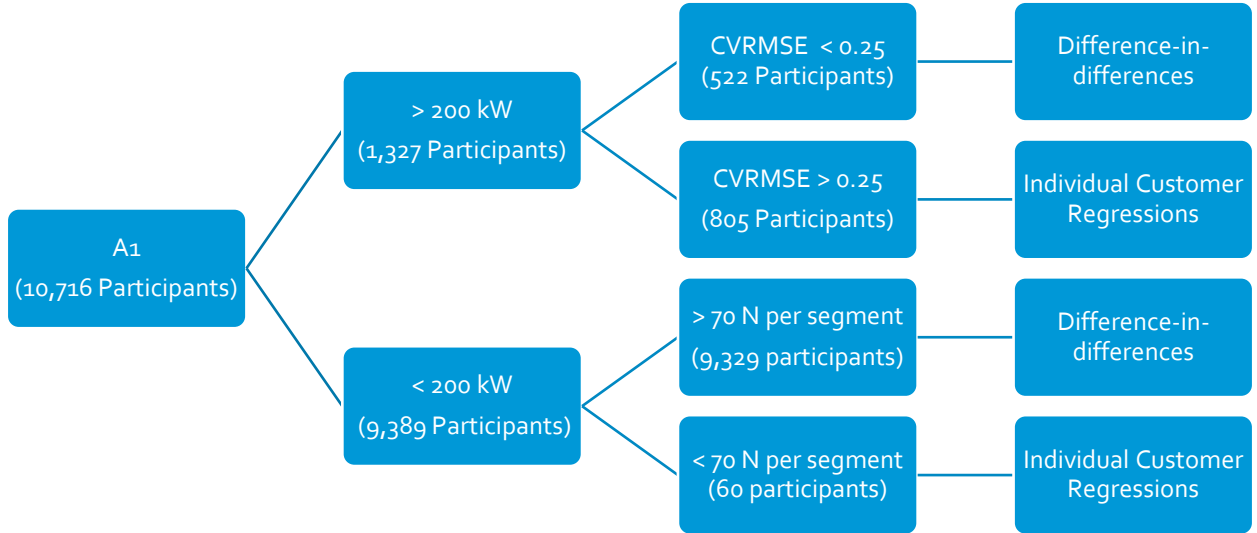 A1
(10,716 Participants)
> 200 kW
(1,327 Participants)
< 200 kW
(9,389 Participants)
CVRMSE < 0.25
(522 Participants)
CVRMSE > 0.25
(805 Participants)
> 70 N per segment
(9,329 participants)
< 70 N per segment
(60 participants)
Difference-in-
differences
Individual Customer
Regressions
Difference-in-
differences
Individual Customer
Regressions